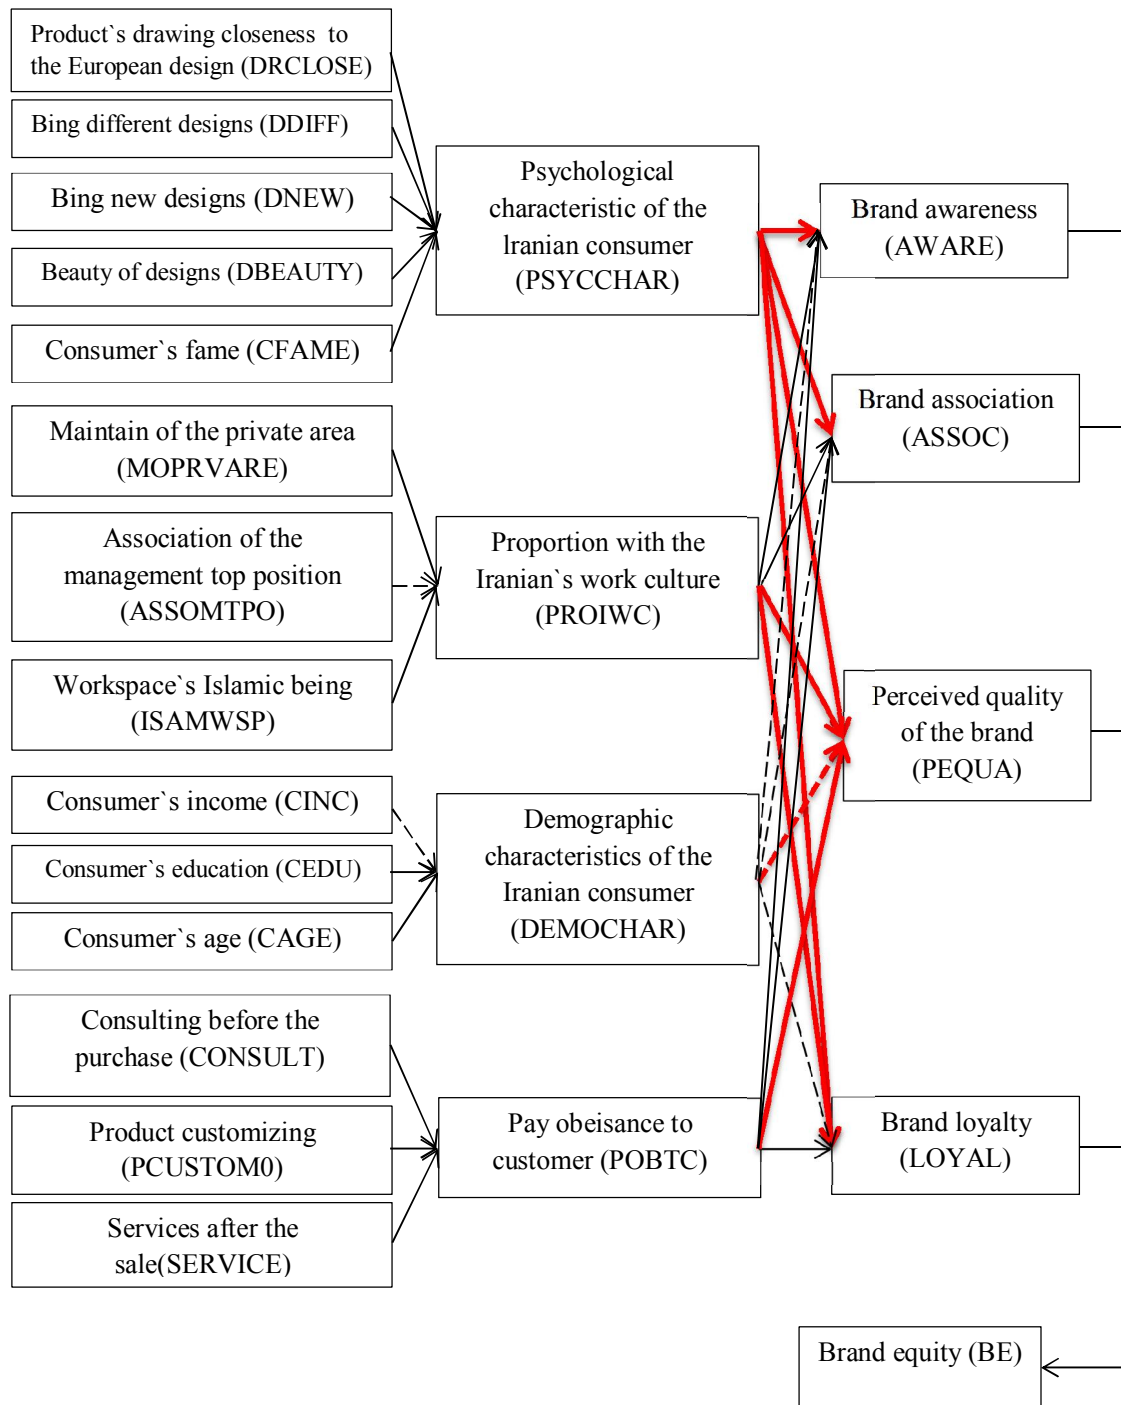 Product`s drawing closeness to
the European design (DRCLOSE)
Bing different designs (DDIFF)
Bing new designs (DNEW)
Beauty of designs (DBEAUTY)
Consumer`s fame (CFAME)
Maintain of the private area
(MOPRVARE)
Association of the
management top position
(ASSOMTPO)
Workspace`s Islamic being
(ISAMWSP)
Consumer`s income (CINC)
Consumer`s education (CEDU)
Consumer`s age (CAGE)
Consulting before the
purchase (CONSULT)
Product customizing
(PCUSTOM0)
Services after the
sale(SERVICE)
Psychological
characteristic of the
Iranian consumer
(PSYCCHAR)
Proportion with the
Iranian`s work culture
(PROIWC)
Demographic
characteristics of the
Iranian consumer
(DEMOCHAR)
Pay obeisance to
customer (POBTC)
Brand awareness
(AWARE)
Brand association
(ASSOC)
Perceived quality
of the brand
(PEQUA)
Brand loyalty
(LOYAL)
Brand equity (BE)